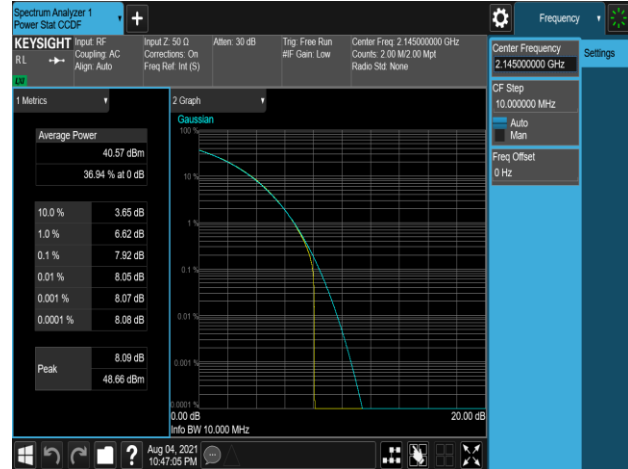 Spectrum Analyzer 1
Power Stat CCDF
Frequency
KEYSIGHT
RL
LW
Input: RF
Coupling: AC
Align: Auto
Input Z: 50 Ω
Corrections: On
Freq Ref: Int (S)
Atten: 30 dB
Trig: Free Run
#IF Gain: Low
Center Freq: 2.145000000 GHz
Counts: 2.00 M/2.00 Mpt
Radio Std: None
Center Frequency
2.145000000 GHz
Settings
CF Step
10.000000 MHz
Auto
Man
Freq Offset
0 Hz
1 Metrics
Average Power
40.57 dBm
36.94 % at 0 dB
10.0 % 3.65 dB
1.0 % 6.62 dB
0.1 % 7.92 dB
0.01 % 8.05 dB
0.001 % 8.07 dB
0.0001 % 8.08 dB
Peak
8.09 dB
48.66 dBm
2 Graph
Gaussian
100 %
10 %
1 %
0.1 %
0.01 %
0.001 %
0.0001 %
0.00 dB 20.00 dB
Info BW 10.000 MHz
Aug 04, 2021
10:47:05 PM